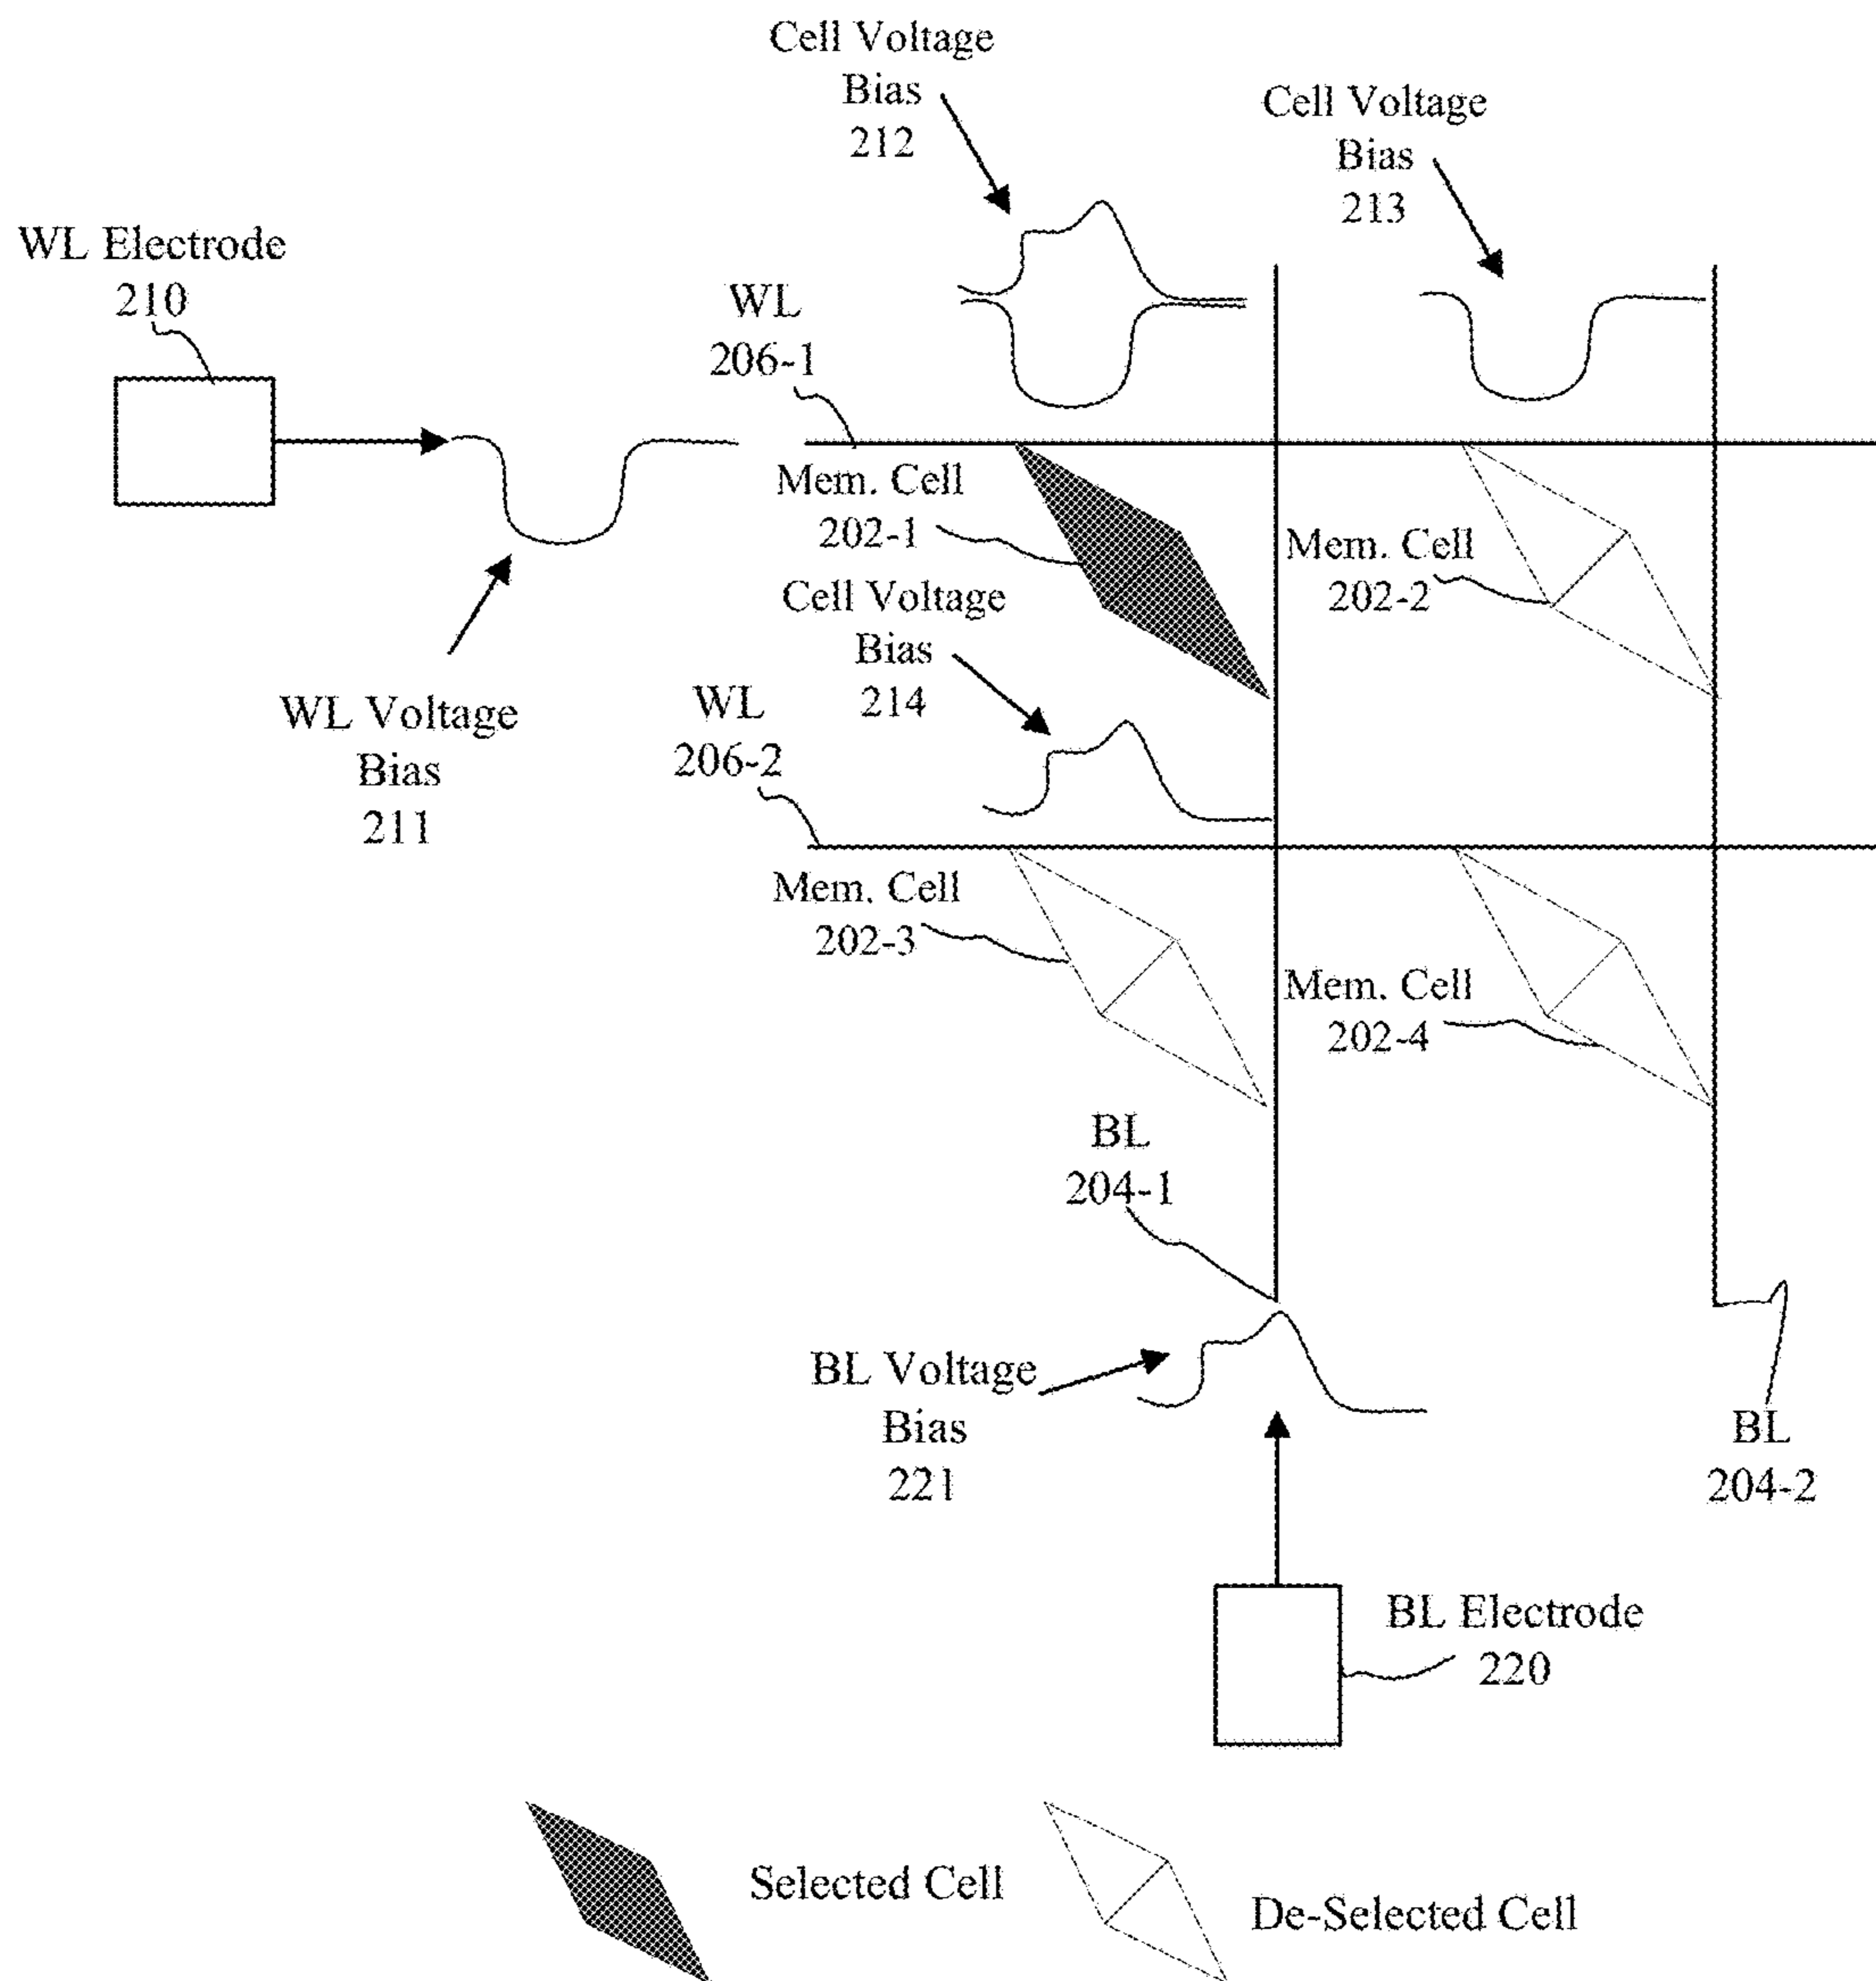 Cell Voltage
Bias
212
Cell Voltage
Bias
213
WL Electrode
210
WL
206-1
Mem. Cell
202-1
Mem. Cell
202-2
Cell Voltage
Bias
214
WL Voltage
Bias
211
WL
206-2
Mem. Cell
202-3
Mem. Cell
202-4
BL
204-1
BL Voltage
Bias
221
BL
204-2
BL Electrode
220
Selected Cell
De-Selected Cell